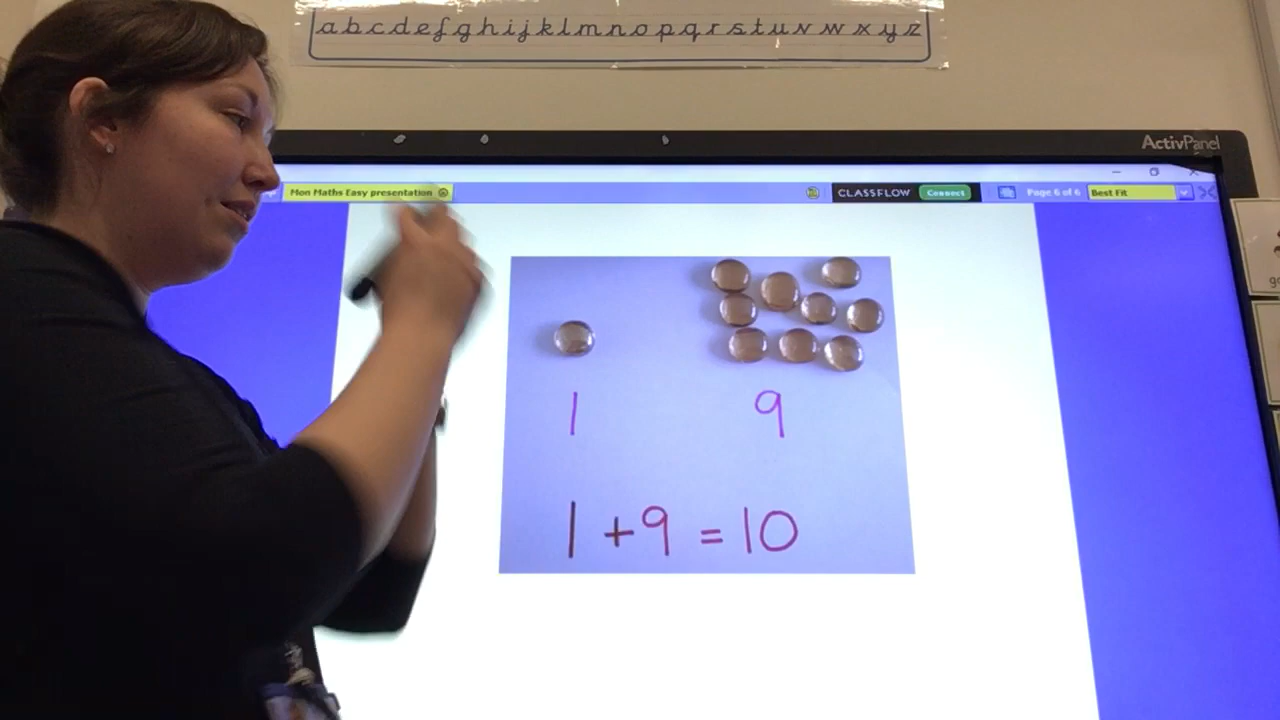 abcdefghijklmnopqrstuvwxyz
ActivPanel
Mon Maths Easy presentation
CLASSFLOW Connect Page 6 of 6 Best Fit
1 9
1 + 9 = 10